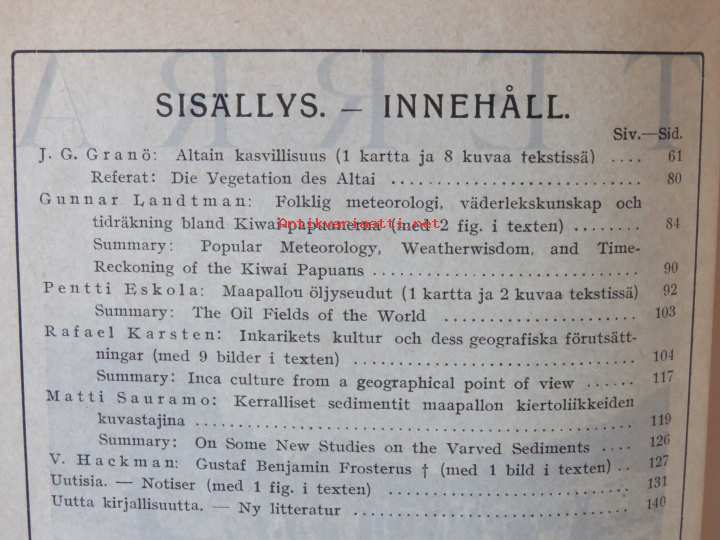 SISÄLLYS. — INNEHÅLL.
Siv.—Sid.
J. G. Granö: Altain kasvillisuus (1 kartta ja 8 kuvaa tekstissä) .... 61
Referat: Die Vegetation des Altai .................................. 80
Gunnar Landtman: Folklig meteorologi, väderlekskunskap och
tidräkning bland Kiwai-papuanerna (med 2 fig. i texten) ........ 84
Summary: Popular Meteorology, Weatherwisdom, and Time-
Reckoning of the Kiwai Papuans .................................. 90
Pentti Eskola: Maapallon öljyseudut (1 kartta ja 2 kuvaa tekstissä) 92
Summary: The Oil Fields of the World .......................... 103
Rafael Karsten: Inkarikets kultur och dess geografiska förutsätt-
ningar (med 9 bilder i texten) .................................. 104
Summary: Inca culture from a geographical point of view ...... 117
Matti Sauramo: Kerralliset sedimentit maapallon kiertoliikkeiden
kuvastajina .................................................... 119
Summary: On Some New Studies on the Varved Sediments .... 126
V. Hackman: Gustaf Benjamin Frosterus † (med 1 bild i texten) .. 127
Uutisia. — Notiser (med 1 fig. i texten) .......................... 131
Uutta kirjallisuutta. — Ny litteratur .............................. 140
Antikvariaatti.net
TERRA